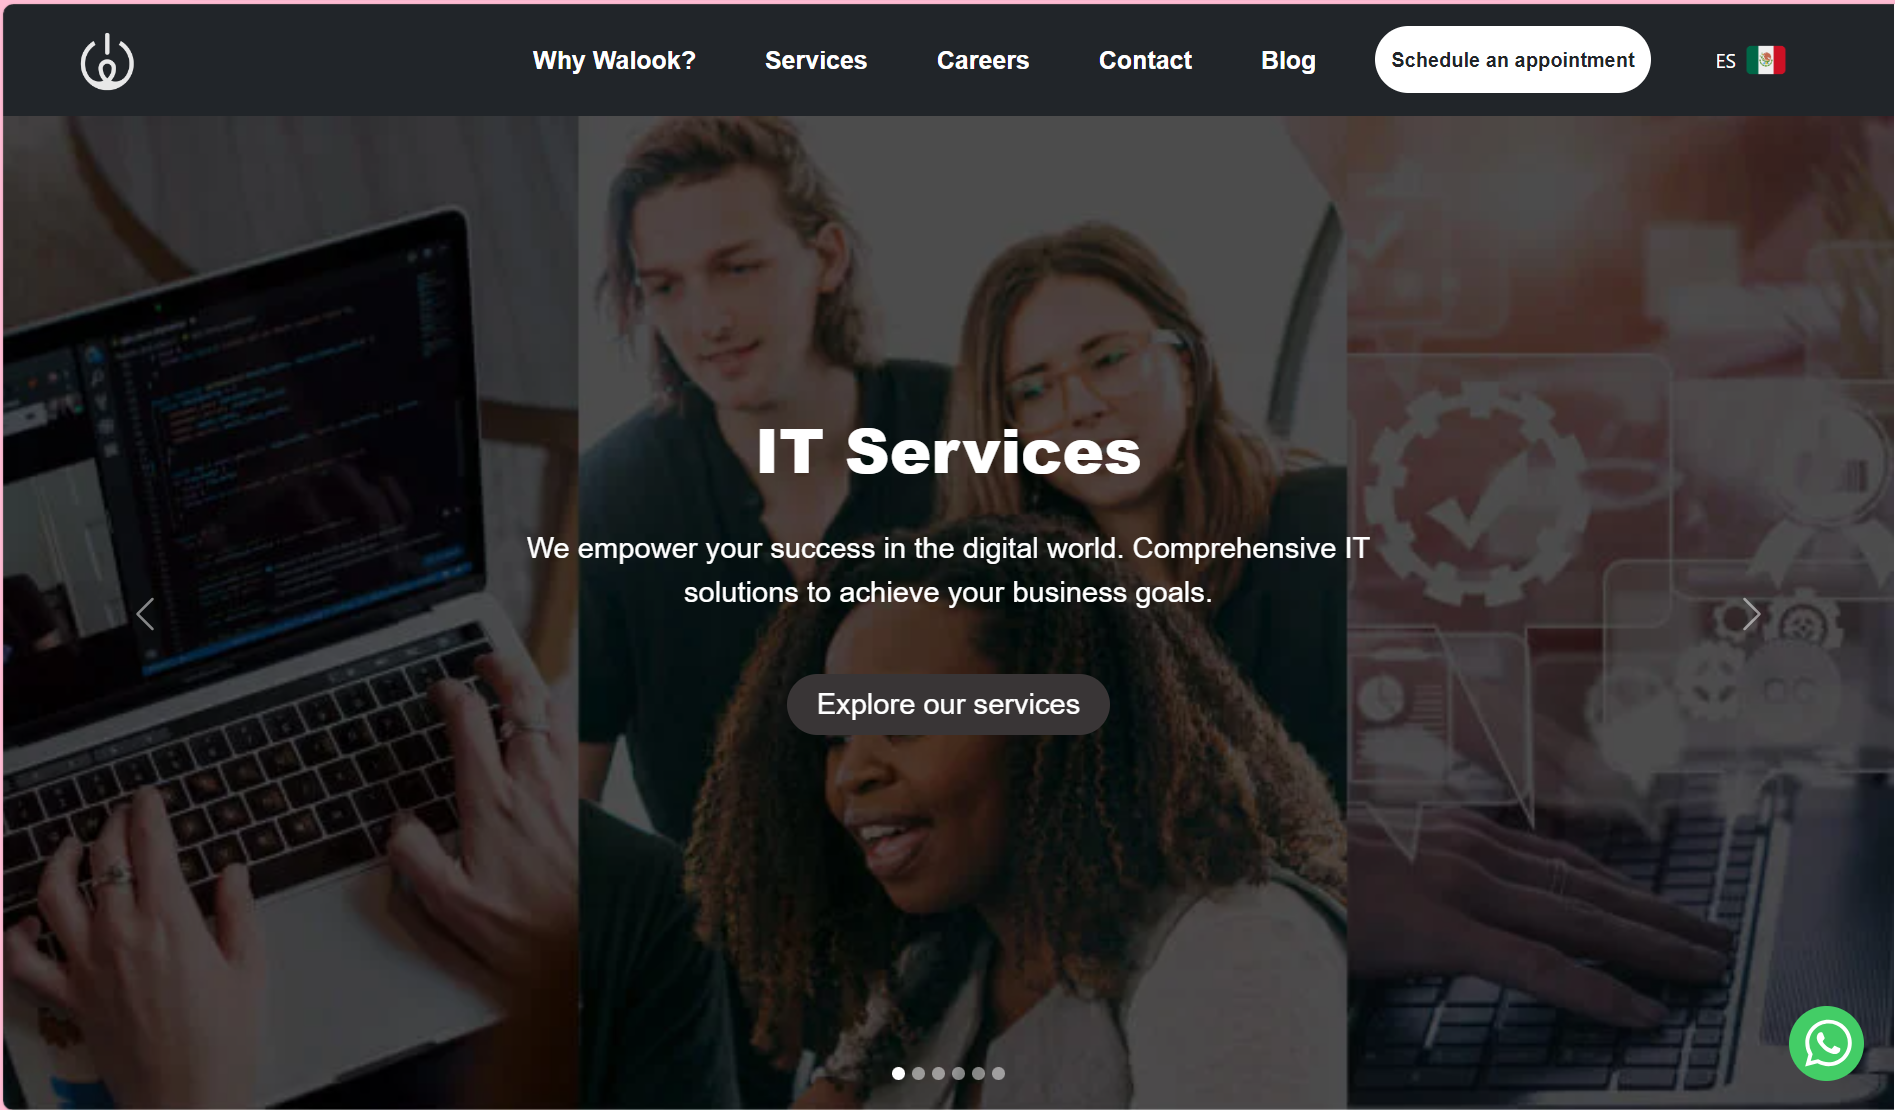 Why Walook?
Services
Careers
Contact
Blog
Schedule an appointment
ES
IT Services
We empower your success in the digital world. Comprehensive IT
solutions to achieve your business goals.
Explore our services